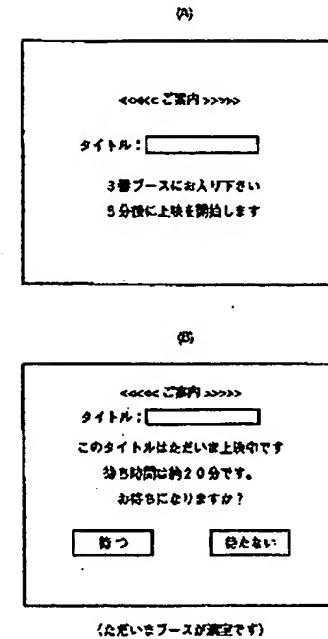 (A)
<<<<< ご案内 >>>>>
タイトル：
3番ブースにお入り下さい
5分後に上映を開始します
(B)
<<<<< ご案内 >>>>>
タイトル：
このタイトルはただいま上映中です
待ち時間は約20分です。
お待ちになりますか？
待つ 待たない
(ただいまブースが満室です)